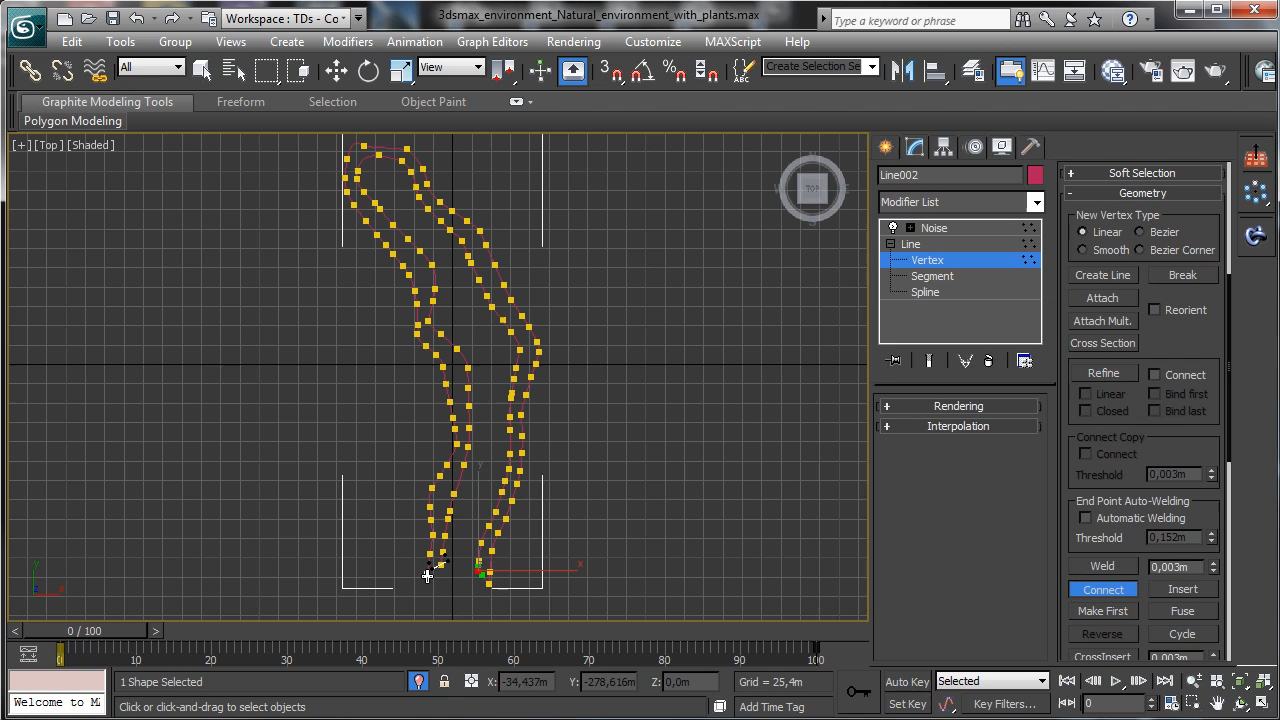 Workspace : TDs - Co
3dsmax_environment_Natural_environment_with_plants.max
Type a keyword or phrase
Edit Tools Group Views Create Modifiers Animation Graph Editors Rendering Customize MAXScript Help
All
View
Create Selection Se
Graphite Modeling Tools Freeform Selection Object Paint
Polygon Modeling
[+] [Top ] [Shaded ]
TOP
Line002
Modifier List
Noise
Line
Vertex
Segment
Spline
Rendering
Interpolation
Soft Selection
Geometry
New Vertex Type
Linear Bezier
Smooth Bezier Corner
Create Line Break
Attach
Reorient
Attach Mult.
Cross Section
Refine Connect
Linear Bind first
Closed Bind last
Connect Copy
Connect
Threshold 0,003m
End Point Auto-Welding
Automatic Welding
Threshold 0,152m
Weld 0,003m
Connect Insert
Make First Fuse
Reverse Cycle
CrossInsert 0,003m
y
x
y
z x
0 / 100
0 10 20 30 40 50 60 70 80 90 100
1 Shape Selected
X: -34,437m Y: -278,616m Z: 0,0m Grid = 25,4m
Auto Key Selected
Welcome to M
Click or click-and-drag to select objects
Add Time Tag
Set Key Key Filters... 0